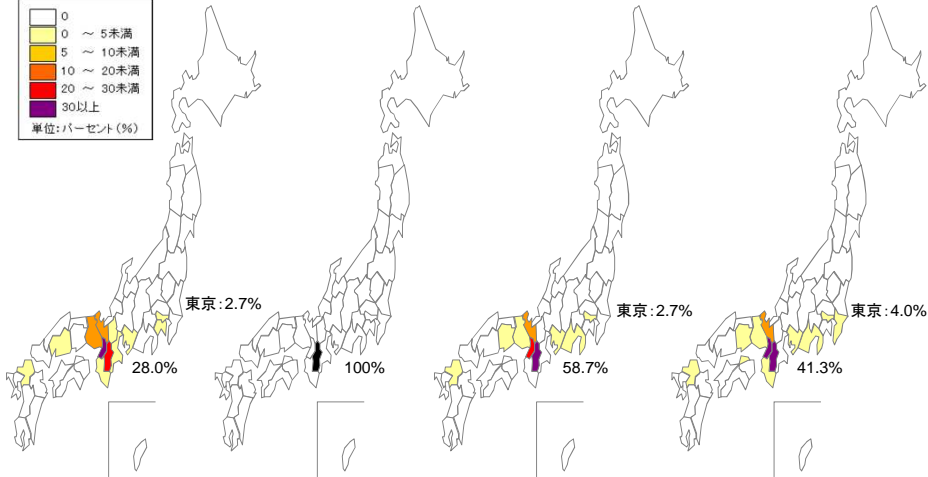 0
0 ～ 5未満
5 ～ 10未満
10 ～ 20未満
20 ～ 30未満
30以上
単位:パーセント(%)
東京:2.7%
28.0%
100%
東京:2.7%
58.7%
東京:4.0%
41.3%